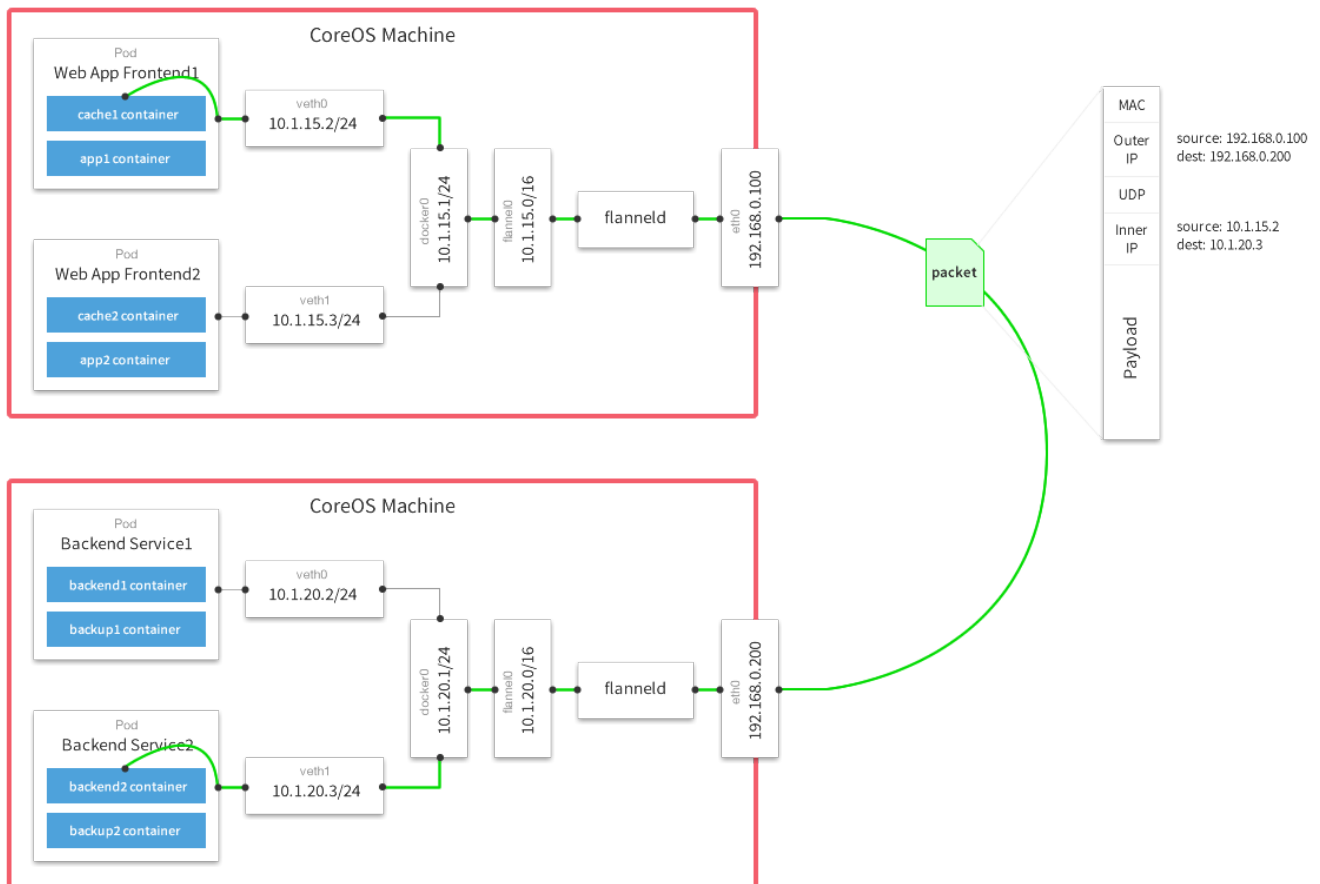 CoreOS Machine
Pod
Web App Frontend1
cache1 container
app1 container
veth0
10.1.15.2/24
docker0
10.1.15.1/24
flannel0
10.1.15.0/16
flanneld
eth0
192.168.0.100
Pod
Web App Frontend2
cache2 container
app2 container
veth1
10.1.15.3/24
packet
MAC
Outer
IP
source: 192.168.0.100
dest: 192.168.0.200
UDP
Inner
IP
source: 10.1.15.2
dest: 10.1.20.3
Payload
CoreOS Machine
Pod
Backend Service1
backend1 container
backup1 container
veth0
10.1.20.2/24
docker0
10.1.20.1/24
flannel0
10.1.20.0/16
flanneld
eth0
192.168.0.200
Pod
Backend Service2
backend2 container
backup2 container
veth1
10.1.20.3/24